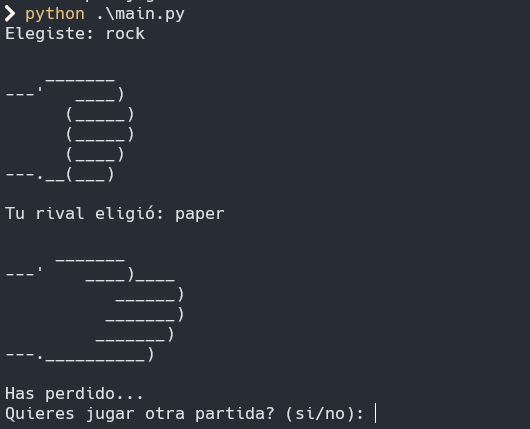 ❯ python .\main.py
Elegiste: rock
    _______
---'   ____)
      (_____)
      (_____)
      (____)
---.__(___)
Tu rival eligió: paper
     _______
---'    ____)____
           ______)
          _______)
         _______)
---.__________)
Has perdido...
Quieres jugar otra partida? (si/no):